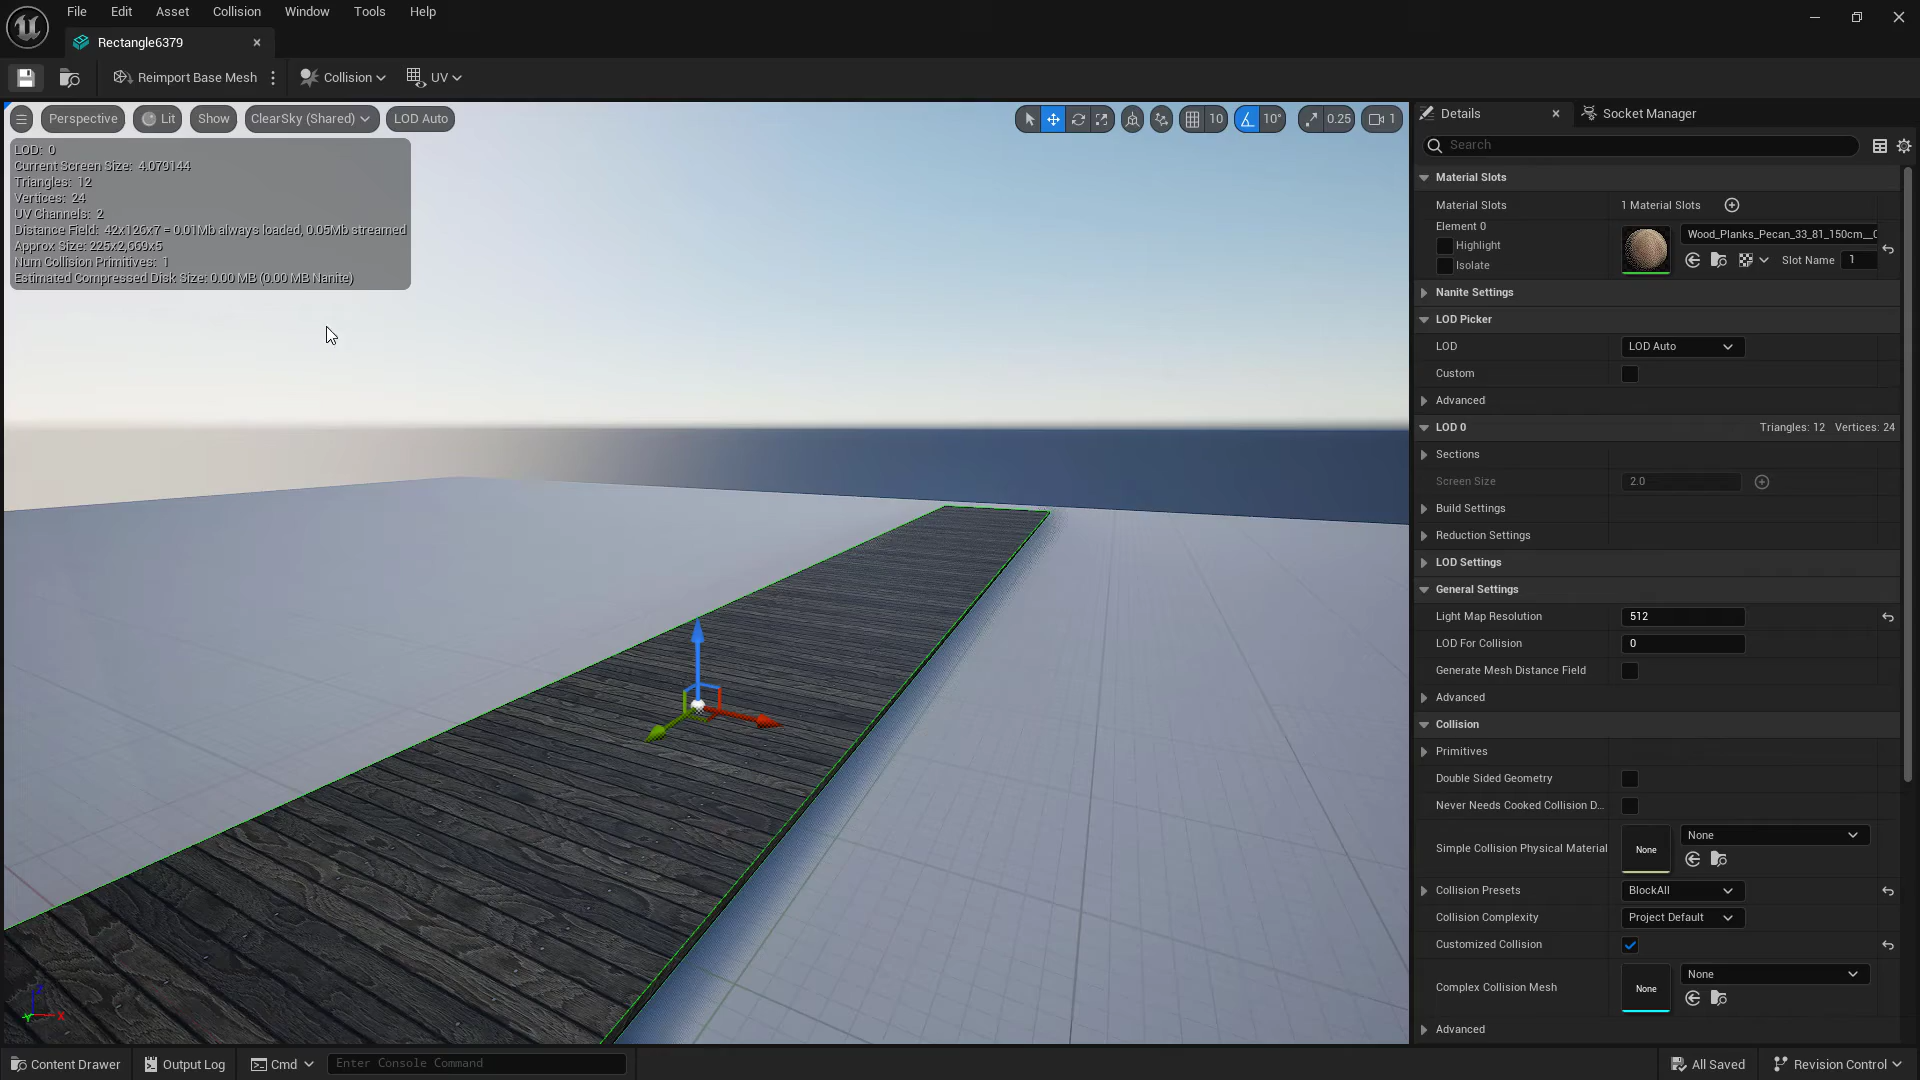 File Edit Asset Collision Window Tools Help
Rectangle6379
Reimport Base Mesh Collision UV
Perspective Lit Show ClearSky (Shared) LOD Auto 10 10° 0.25 1
LOD: 0
Current Screen Size: 4.079144
Triangles: 12
Vertices: 24
UV Channels: 2
Distance Field: 42x126x7 = 0.01Mb always loaded, 0.05Mb streamed
Approx Size: 225x2,669x5
Num Collision Primitives: 1
Estimated Compressed Disk Size: 0.00 MB (0.00 MB Nanite)
Z
Y X
Details Socket Manager
Search
Material Slots
Material Slots 1 Material Slots
Element 0
Highlight
Isolate
Wood_Planks_Pecan_33_81_150cm__0
Slot Name 1
Nanite Settings
LOD Picker
LOD LOD Auto
Custom
Advanced
LOD 0 Triangles: 12 Vertices: 24
Sections
Screen Size 2.0
Build Settings
Reduction Settings
LOD Settings
General Settings
Light Map Resolution 512
LOD For Collision 0
Generate Mesh Distance Field
Advanced
Collision
Primitives
Double Sided Geometry
Never Needs Cooked Collision D...
Simple Collision Physical Material None None
Collision Presets BlockAll
Collision Complexity Project Default
Customized Collision
Complex Collision Mesh None None
Advanced
Content Drawer Output Log Cmd Enter Console Command All Saved Revision Control